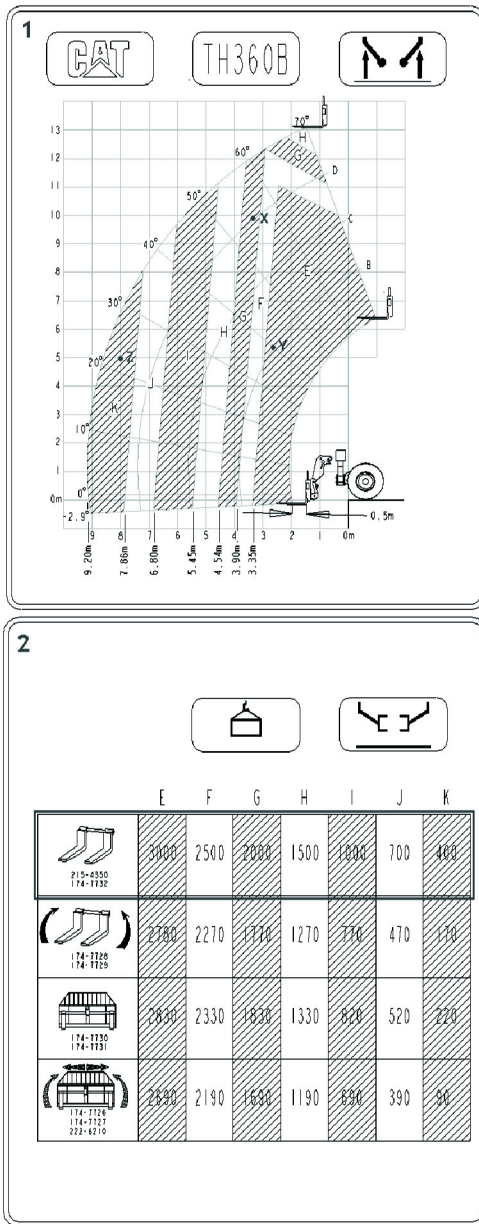 1
CAT
TH360B
70°
13
H
12
60°
G
11
D
50°
10
X
C
9
40°
E
8
B
7
F
30°
G
6
H
Y
5
20°
Z
I
4
J
3
K
10°
2
1
0°
0m
-2.9°
9 8 7 6 5 4 3 2 1 0m
0.5m
9.20m 7.86m 6.80m 5.45m 4.54m 3.90m 3.35m
2
E F G H I J K
3000 2500 2000 1500 1000 700 400
215-4350
174-7732
2780 2270 1770 1270 770 470 170
174-7728
174-7729
2830 2330 1830 1330 820 520 220
174-7730
174-7731
2690 2190 1690 1190 690 390 90
174-7726
174-7727
222-6210